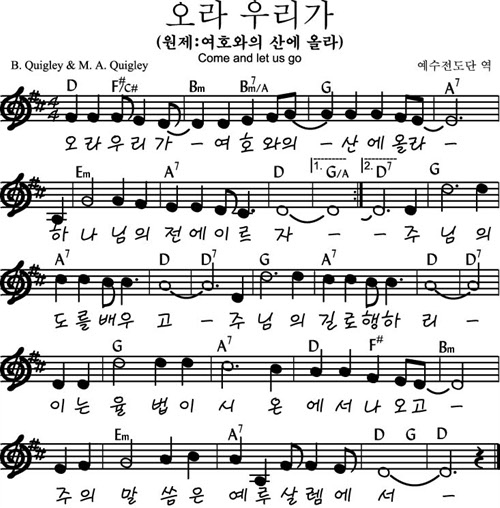 오라 우리가
(원제:여호와의 산에 올라)
Come and let us go
B. Quigley & M. A. Quigley 예수전도단 역
D F#/C# Bm Bm7/A G A7
오 라 우 리 가 - 여 호 와의 - - 산 에 올라 -
Em A7 D 1. G/A 2. D7 G
하 나 님의 전에이르 자 - - 주 님 의
A7 D D7 G A7 D D7
도 를 배우 고 - 주 님 의 길로행하 리 -
G A7 D F# Bm
이 는 율 법 이 시 온 에 서 나 오고 -
Em A7 D G D
주 의 말 씀 은 예 루 살 렘 에 서 -